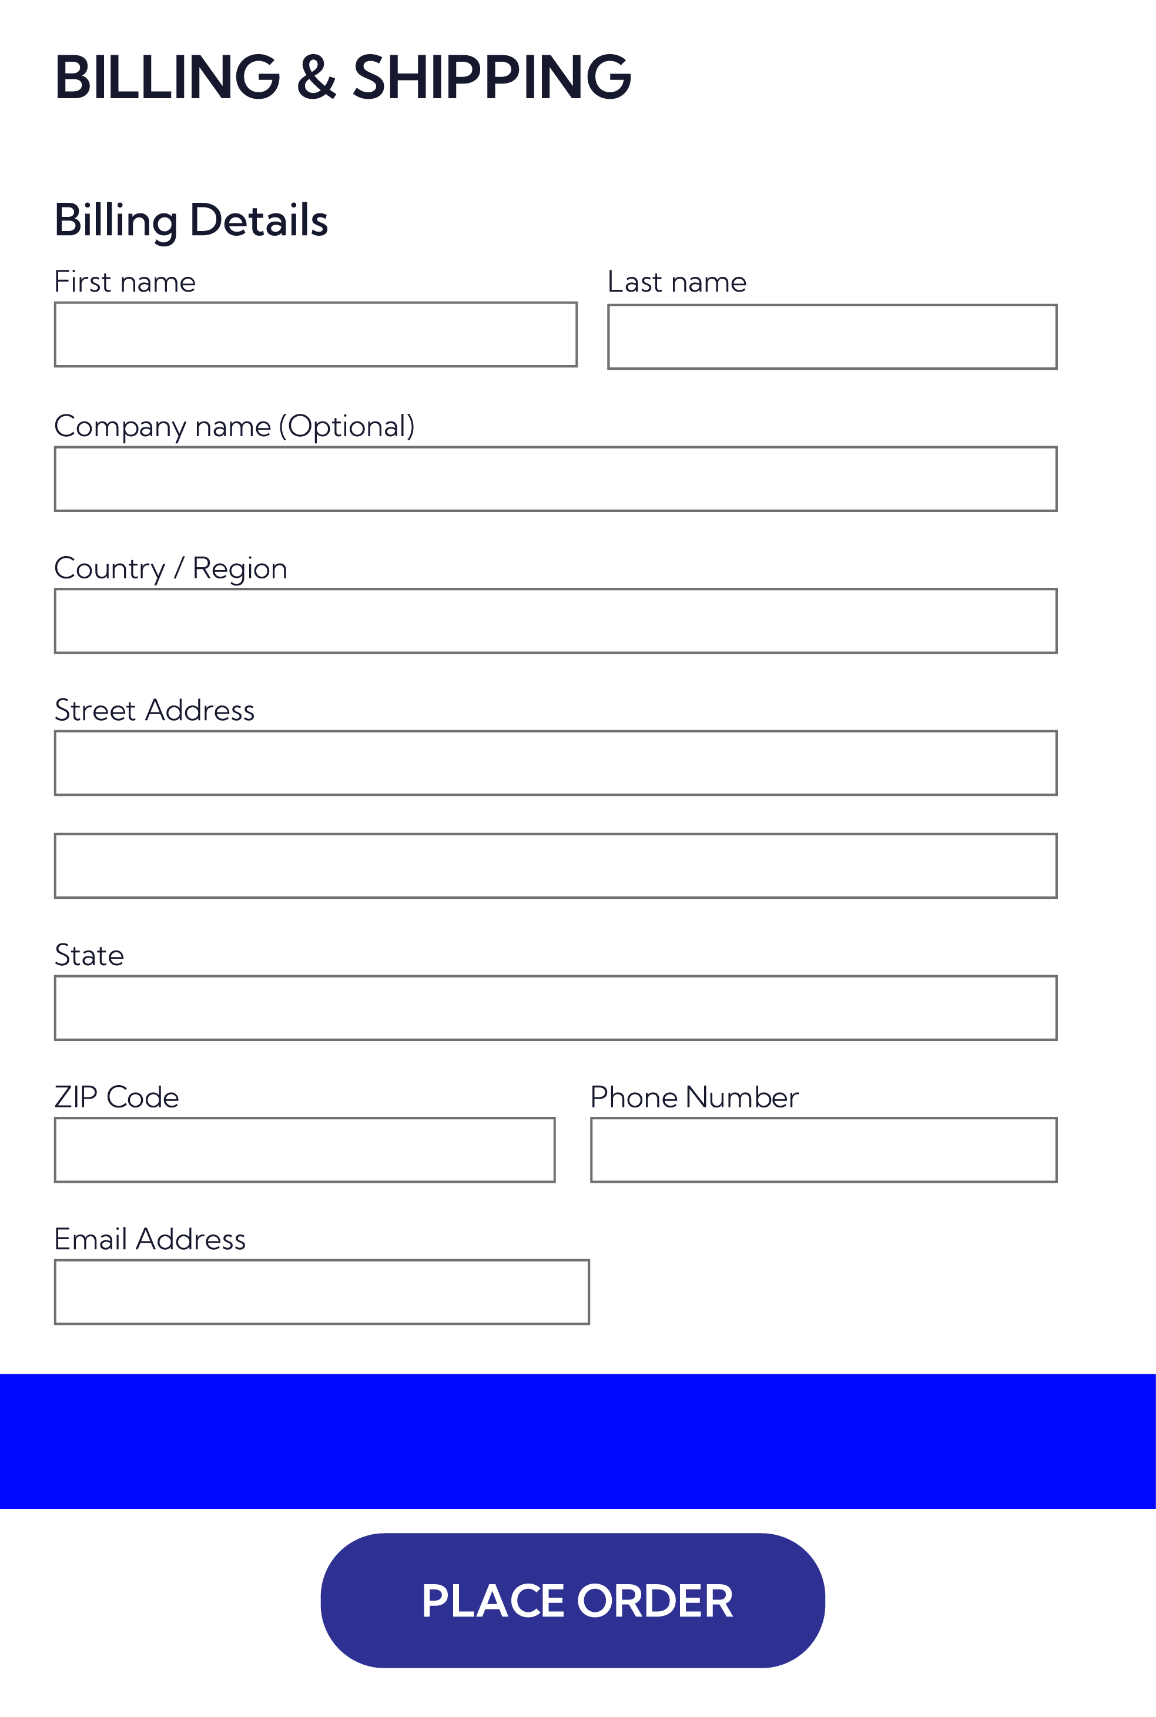 BILLING & SHIPPING
Billing Details
First name
Last name
Company name (Optional)
Country / Region
Street Address
State
ZIP Code
Phone Number
Email Address
PLACE ORDER